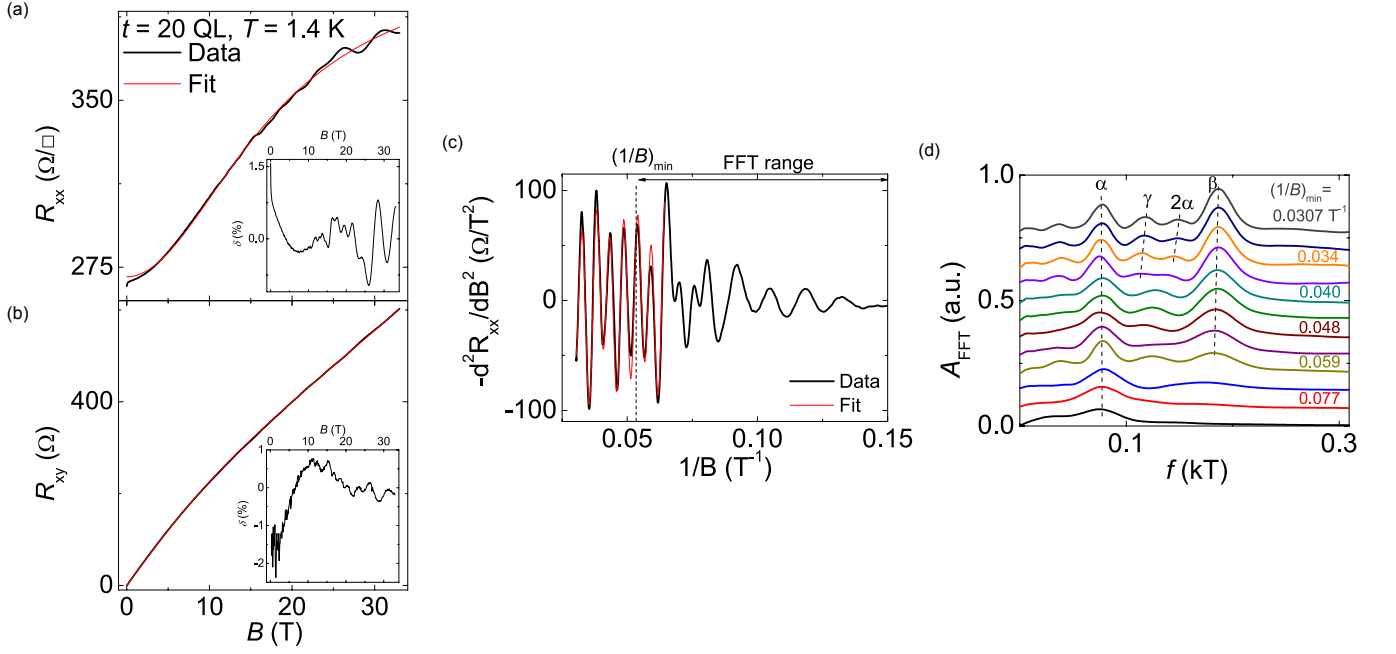 (a)
t = 20 QL, T = 1.4 K
Data
Fit
350
275
R_xx (Ω/□)
B (T)
0 10 20 30
1.5
0.0
δ (%)
(b)
400
0
R_xy (Ω)
B (T)
0 10 20 30
1
0
-1
-2
δ (%)
0 10 20 30
B (T)
(c)
(1/B)_min
FFT range
100
0
-100
-d²R_xx/dB² (Ω/T²)
Data
Fit
0.05 0.10 0.15
1/B (T⁻¹)
(d)
1.0
0.5
0.0
A_FFT (a.u.)
α
γ
2α
β
(1/B)_min =
0.0307 T⁻¹
0.034
0.040
0.048
0.059
0.077
0.1 0.3
f (kT)